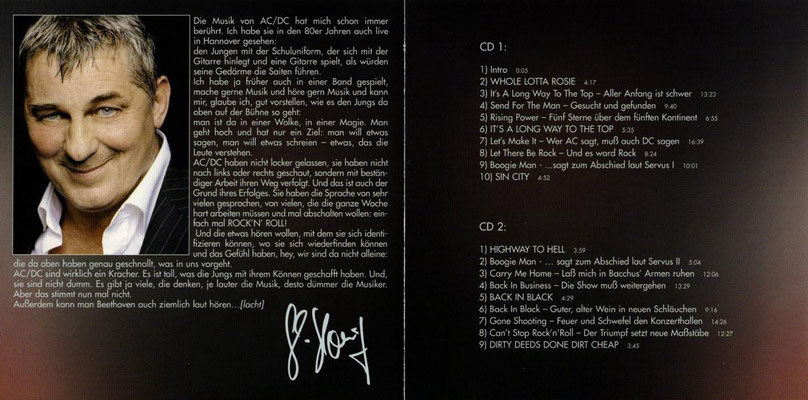 Die Musik von AC/DC hat mich schon immer
berührt. Ich habe sie in den 80er Jahren auch live
in Hannover gesehen:
den Jungen mit der Schuluniform, der sich mit der
Gitarre hinlegt und eine Gitarre spielt, als würden
seine Gedärme die Saiten führen.
Ich habe ja früher auch in einer Band gespielt,
mache gerne Musik und höre gern Musik und kann
mir, glaube ich, gut vorstellen, wie es den Jungs da
oben auf der Bühne so geht:
man ist da in einer Wolke, in einer Magie. Man
geht hoch und hat nur ein Ziel: man will etwas
sagen, man will etwas schreien – etwas, das die
Leute verstehen.
AC/DC haben nicht locker gelassen, sie haben nicht
nach links oder rechts geschaut, sondern mit bestän-
diger Arbeit ihren Weg verfolgt. Und das ist auch der
Grund ihres Erfolges. Sie haben die Sprache von sehr
vielen gesprochen, von vielen, die die ganze Woche
hart arbeiten müssen und mal abschalten wollen: ein-
fach mal ROCK'N' ROLL!
Und die etwas hören wollen, mit dem sie sich identi-
fizieren können, wo sie sich wiederfinden können
und das Gefühl haben, hey, wir sind da nicht alleine:
die da oben haben genau geschnallt, was in uns vorgeht.
AC/DC sind wirklich ein Kracher. Es ist toll, was die Jungs mit ihrem Können geschafft haben. Und,
sie sind nicht dumm. Es gibt ja viele, die denken, je lauter die Musik, desto dümmer die Musiker.
Aber das stimmt nun mal nicht.
Außerdem kann man Beethoven auch ziemlich laut hören...[lacht]
CD 1:
1) Intro 0:05
2) WHOLE LOTTA ROSIE 4:17
3) It's A Long Way To The Top – Aller Anfang ist schwer 13:23
4) Send For The Man – Gesucht und gefunden 9:40
5) Rising Power – Fünf Sterne über dem fünften Kontinent 6:55
6) IT'S A LONG WAY TO THE TOP 5:35
7) Let's Make It – Wer AC sagt, muß auch DC sagen 16:39
8) Let There Be Rock – Und es ward Rock 8:24
9) Boogie Man - ...sagt zum Abschied laut Servus I 10:01
10) SIN CITY 4:52
CD 2:
1) HIGHWAY TO HELL 3:59
2) Boogie Man - ... sagt zum Abschied laut Servus II 5:04
3) Carry Me Home – Laß mich in Bacchus' Armen ruhen 12:06
4) Back In Business – Die Show muß weitergehen 13:29
5) BACK IN BLACK 4:29
6) Back In Black – Guter, alter Wein in neuen Schläuchen 9:16
7) Gone Shooting – Feuer und Schwefel den Konzerthallen 14:26
8) Can't Stop Rock'n'Roll – Der Triumpf setzt neue Maßstäbe 12:27
9) DIRTY DEEDS DONE DIRT CHEAP 3:45